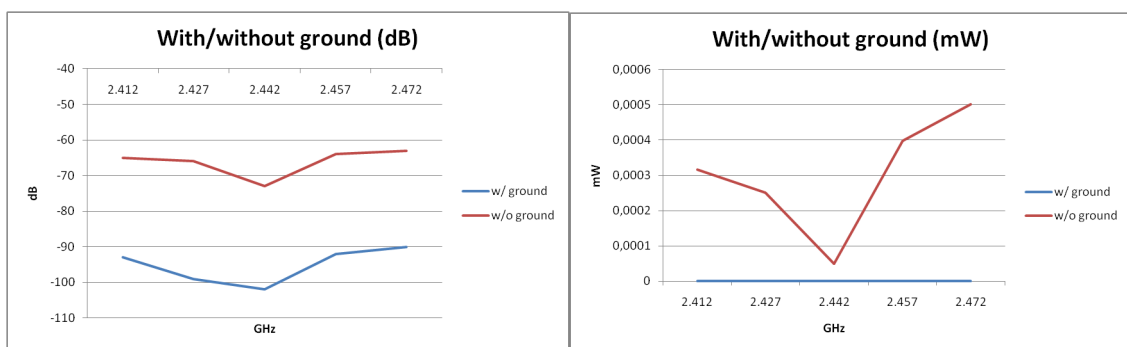 With/without ground (dB)
-40
2.412 2.427 2.442 2.457 2.472
-50
-60
-70
-80
-90
-100
-110
dB
GHz
w/ ground
w/o ground
With/without ground (mW)
0,0006
0,0005
0,0004
0,0003
0,0002
0,0001
0
mW
2.412 2.427 2.442 2.457 2.472
GHz
w/ ground
w/o ground